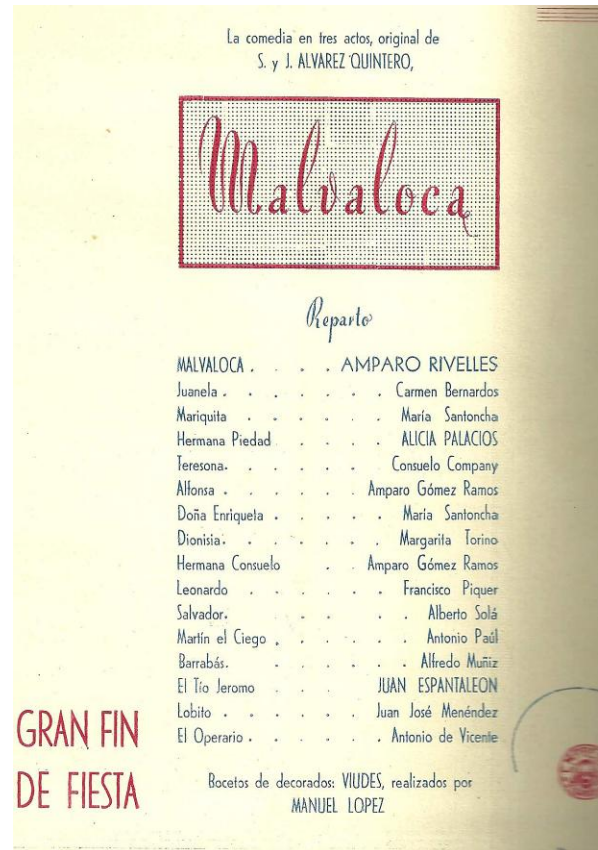 La comedia en tres actos, original de
S. y J. ALVAREZ QUINTERO,
Malvaloca
Reparto
MALVALOCA . . . . AMPARO RIVELLES
Juanela . . . . . . . Carmen Bernardos
Mariquita . . . . . María Santoncha
Hermana Piedad . . . . ALICIA PALACIOS
Teresona. . . . . . Consuelo Company
Alfonsa . . . . . . Amparo Gómez Ramos
Doña Enriqueta . . . . . María Santoncha
Dionisia. . . . . . . Margarita Torino
Hermana Consuelo . . Amparo Gómez Ramos
Leonardo . . . . . . Francisco Piquer
Salvador. . . . . . Alberto Solá
Martín el Ciego . . . . . . Antonio Paúl
Barrabás. . . . . . . Alfredo Muñiz
El Tío Jeromo . . . JUAN ESPANTALEON
Lobito . . . . . . Juan José Menéndez
El Operario . . . . . . Antonio de Vicente
GRAN FIN
DE FIESTA
Bocetos de decorados: VIUDES, realizados por
MANUEL LOPEZ